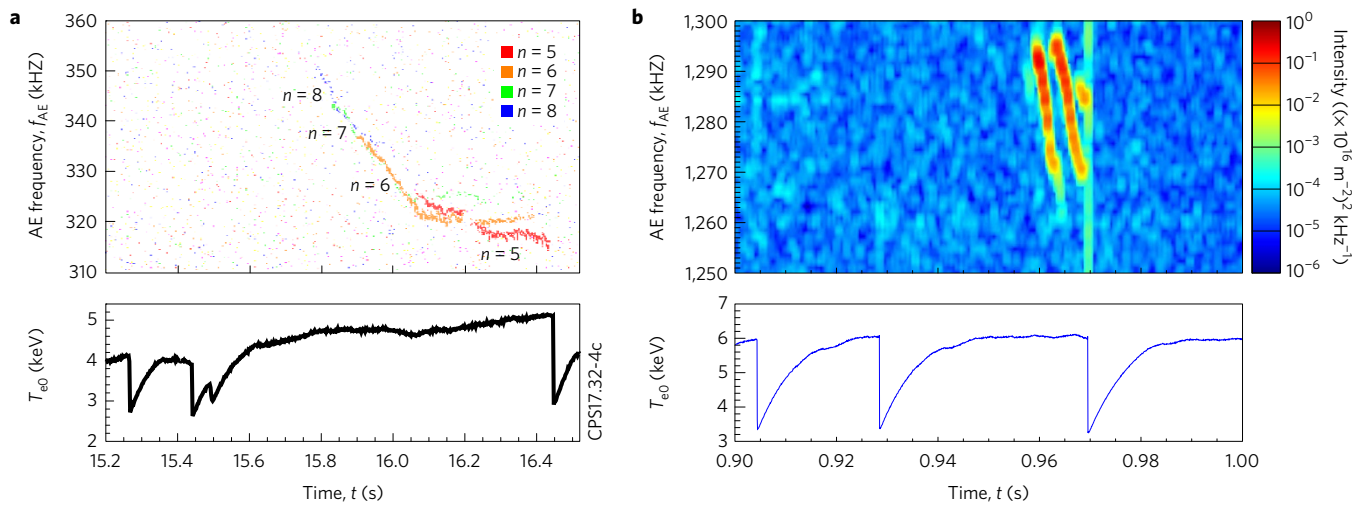 a
AE frequency, f_AE (kHZ)
360
350
340
330
320
310
n = 5
n = 6
n = 7
n = 8
n = 8
n = 7
n = 6
n = 5
T_e0 (keV)
5
4
3
2
15.2 15.4 15.6 15.8 16.0 16.2 16.4
Time, t (s)
CPS17.32-4c
b
AE frequency, f_AE (kHZ)
1,300
1,290
1,280
1,270
1,260
1,250
10^0
10^-1
10^-2
10^-3
10^-4
10^-5
10^-6
Intensity ((×10^16 m^-2)^2 kHz^-1)
T_e0 (keV)
7
6
5
4
3
0.90 0.92 0.94 0.96 0.98 1.00
Time, t (s)